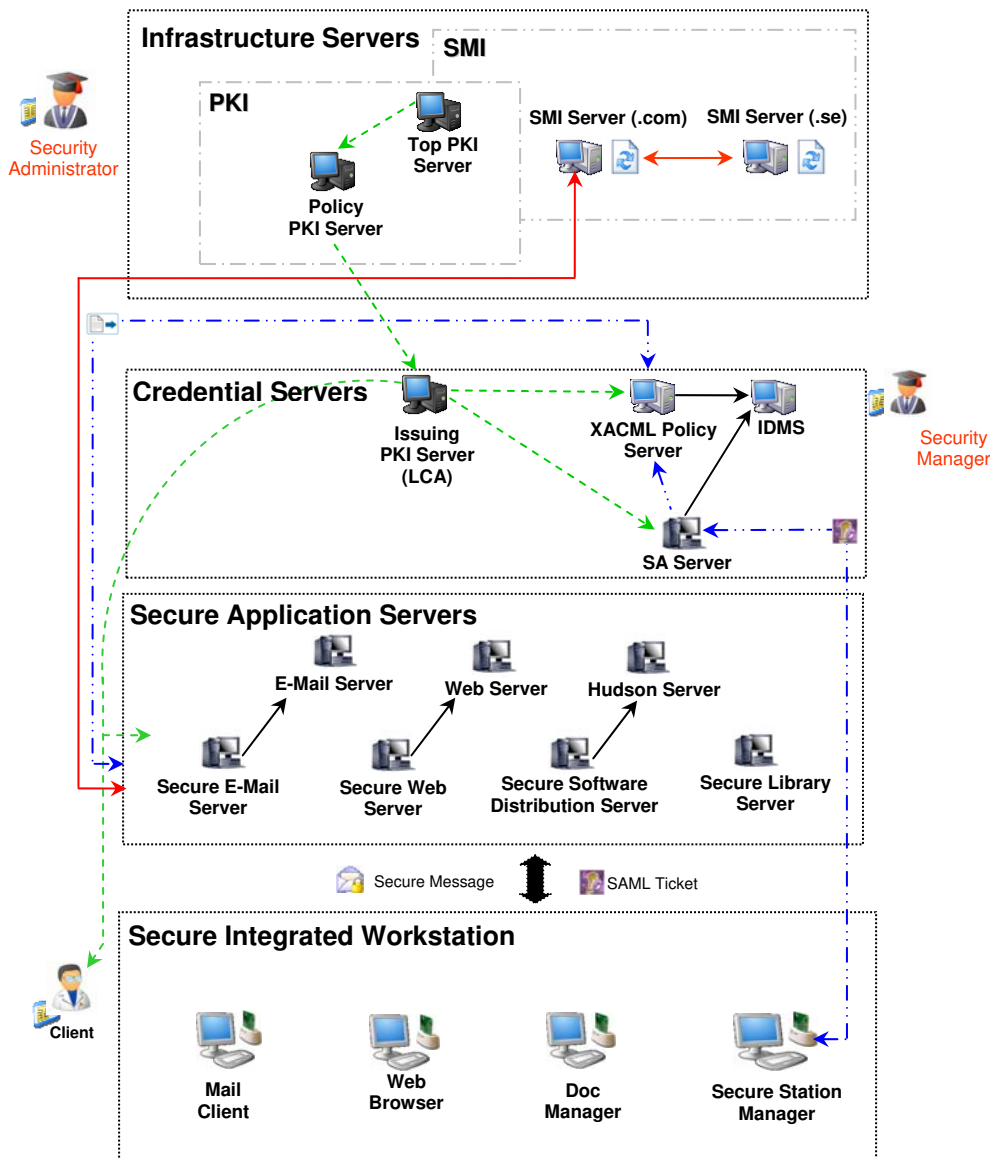 Infrastructure Servers
SMI
PKI
Security
Administrator
Top PKI
Server
Policy
PKI Server
SMI Server (.com)
SMI Server (.se)
Credential Servers
Issuing
PKI Server
(LCA)
XACML Policy
Server
IDMS
Security
Manager
SA Server
Secure Application Servers
E-Mail Server
Web Server
Hudson Server
Secure E-Mail
Server
Secure Web
Server
Secure Software
Distribution Server
Secure Library
Server
Secure Message
SAML Ticket
Secure Integrated Workstation
Client
Mail
Client
Web
Browser
Doc
Manager
Secure Station
Manager